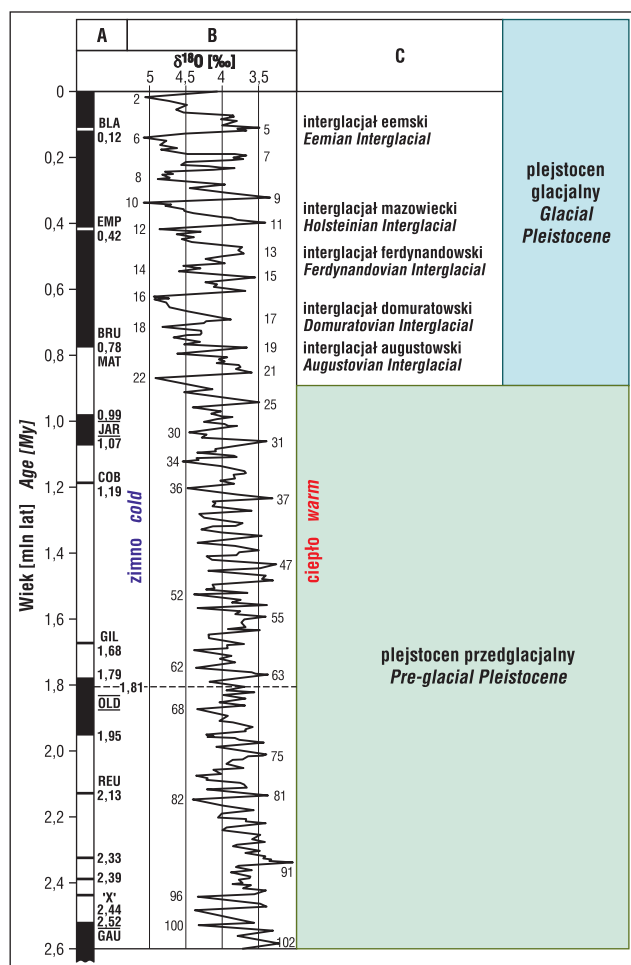 A
B
C
δ¹⁸O [‰]
5 4,5 4 3,5
Wiek [mln lat] Age [My]
0
0,2
0,4
0,6
0,8
1,0
1,2
1,4
1,6
1,8
2,0
2,2
2,4
2,6
BLA
0,12
EMP
0,42
BRU
0,78
MAT
0,99
JAR
1,07
COB
1,19
GIL
1,68
1,79
1,81
OLD
1,95
REU
2,13
2,33
2,39
'X'
2,44
2,52
GAU
zimno cold
2
5
6
7
8
9
10
11
12
13
14
15
16
17
18
19
21
22
25
30
31
34
36
37
47
52
55
62
63
68
75
81
82
91
96
100
102
ciepło warm
interglacjał eemski
Eemian Interglacial
interglacjał mazowiecki
Holsteinian Interglacial
interglacjał ferdynandowski
Ferdynandovian Interglacial
interglacjał domuratowski
Domuratovian Interglacial
interglacjał augustowski
Augustovian Interglacial
plejstocen
glacjalny
Glacial
Pleistocene
plejstocen przedglacjalny
Pre-glacial Pleistocene